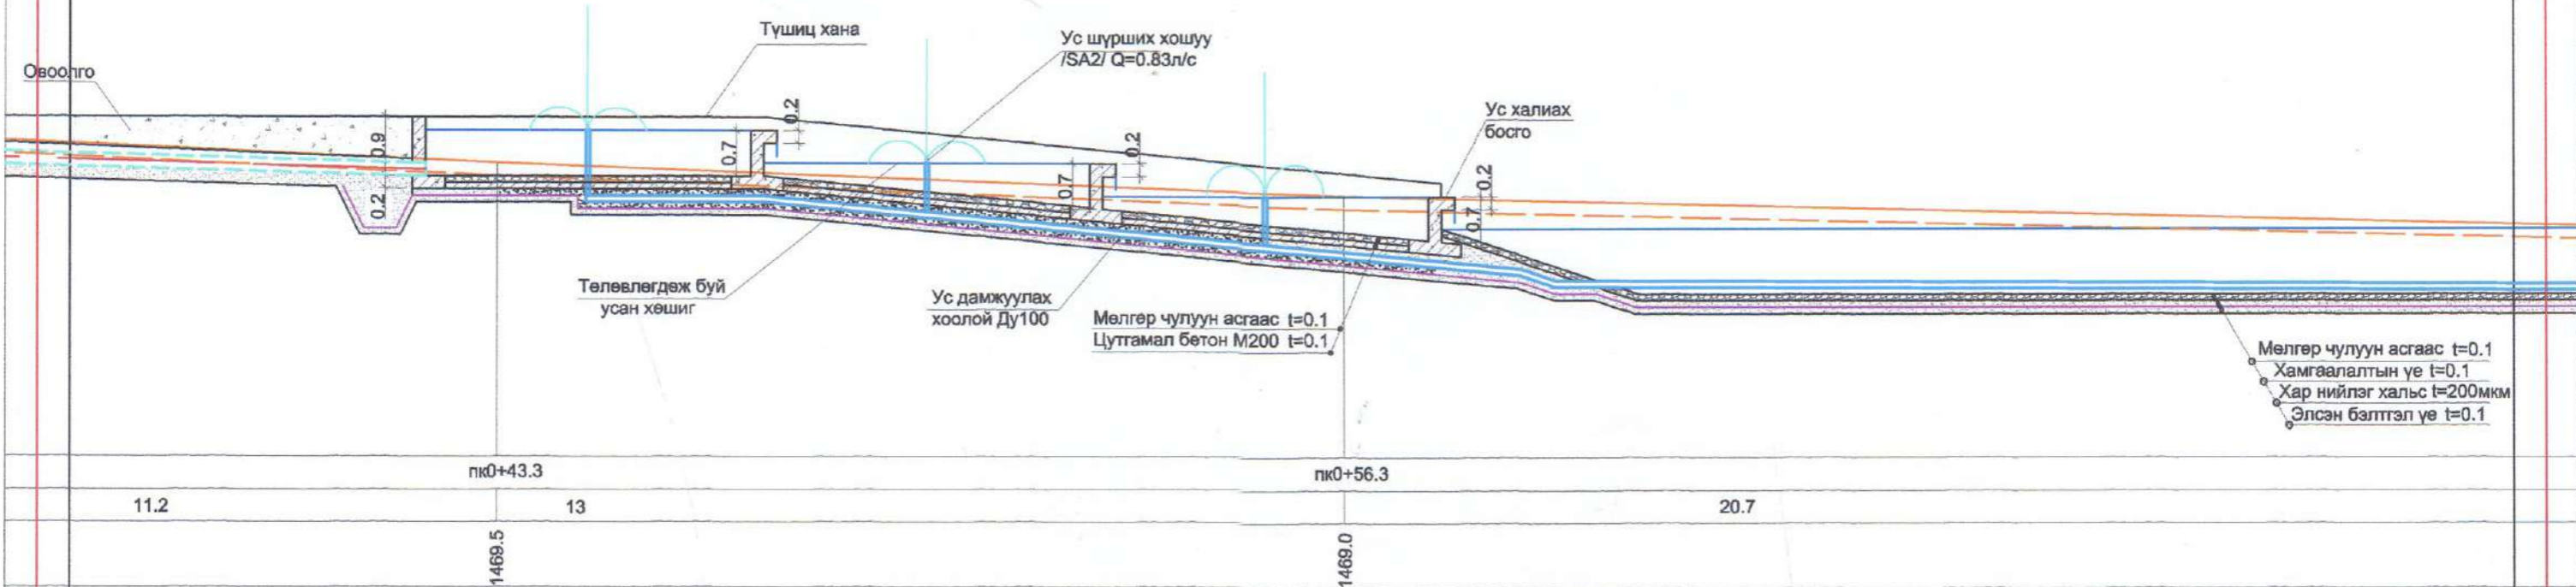 Овоолго
Түшиц хана
Ус шүрших хошуу
/SA2/ Q=0.83л/с
Ус халиах
босго
0.9
0.2
0.7
0.2
0.7
0.2
0.2
0.7
Төлөвлөгдөж буй
усан хөшиг
Ус дамжуулах
хоолой Ду100
Мөлгөр чулуун асгаас t=0.1
Цутгамал бетон М200 t=0.1
Мөлгөр чулуун асгаас t=0.1
Хамгаалалтын үе t=0.1
Хар нийлэг хальс t=200мкм
Элсэн бэлтгэл үе t=0.1
пк0+43.3
пк0+56.3
11.2
13
20.7
1469.5
1469.0